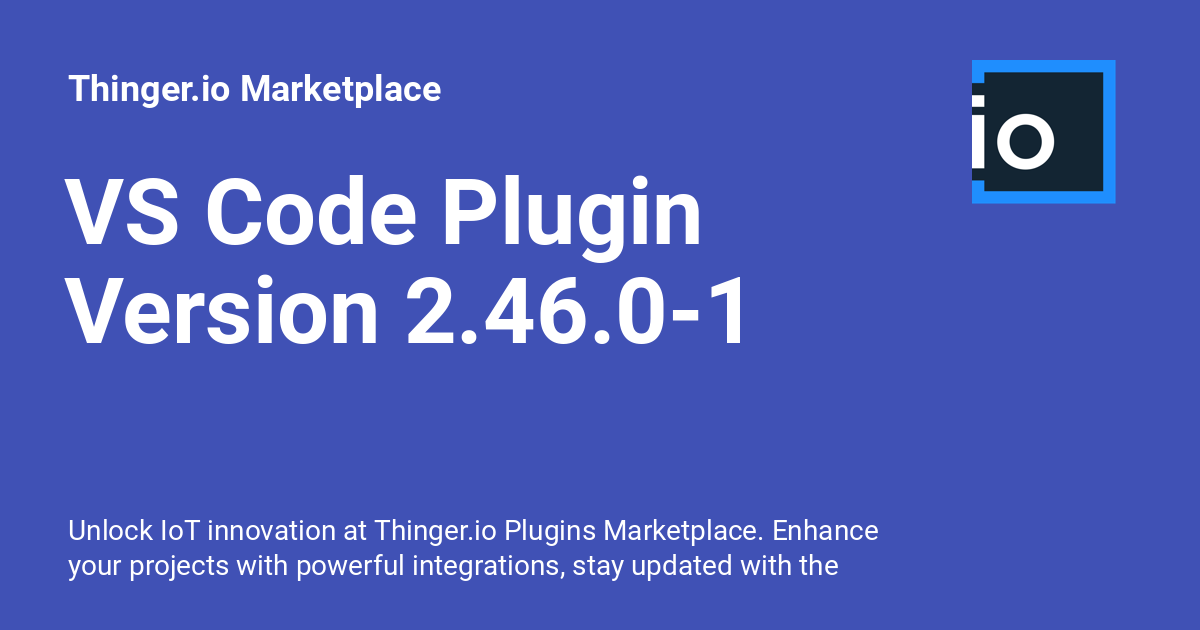 Thinger.io Marketplace
io
VS Code Plugin
Version 2.46.0-1
Unlock IoT innovation at Thinger.io Plugins Marketplace. Enhance
your projects with powerful integrations, stay updated with the